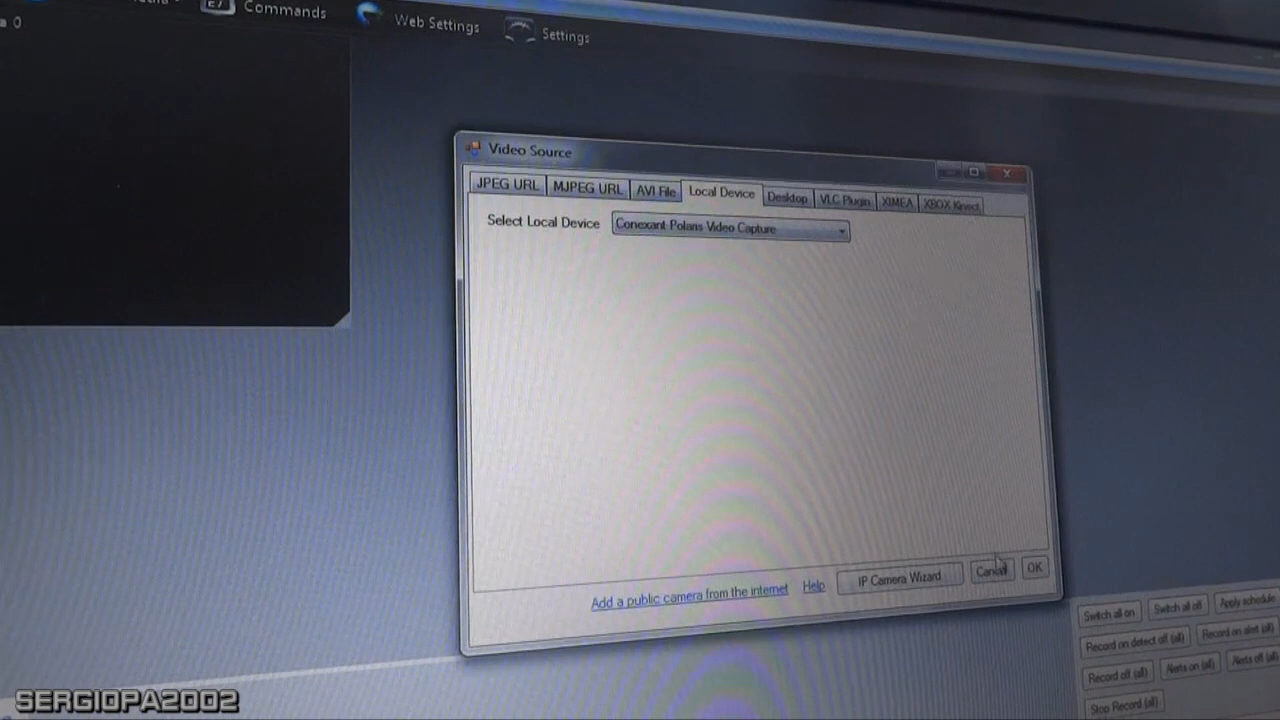 Commands
Web Settings
Settings
0
Video Source
JPEG URL
MJPEG URL
AVI File
Local Device
Desktop
VLC Plugin
XIMEA
XBOX Kinect
Select Local Device
Conexant Polaris Video Capture
Add a public camera from the internet
Help
IP Camera Wizard
Cancel
OK
Switch all on
Switch all off
Apply schedule
Record on detect off (all)
Record on alert (all)
Record off (all)
Alerts on (all)
Alerts off (all)
Stop Record (all)
SERGIOPA2002